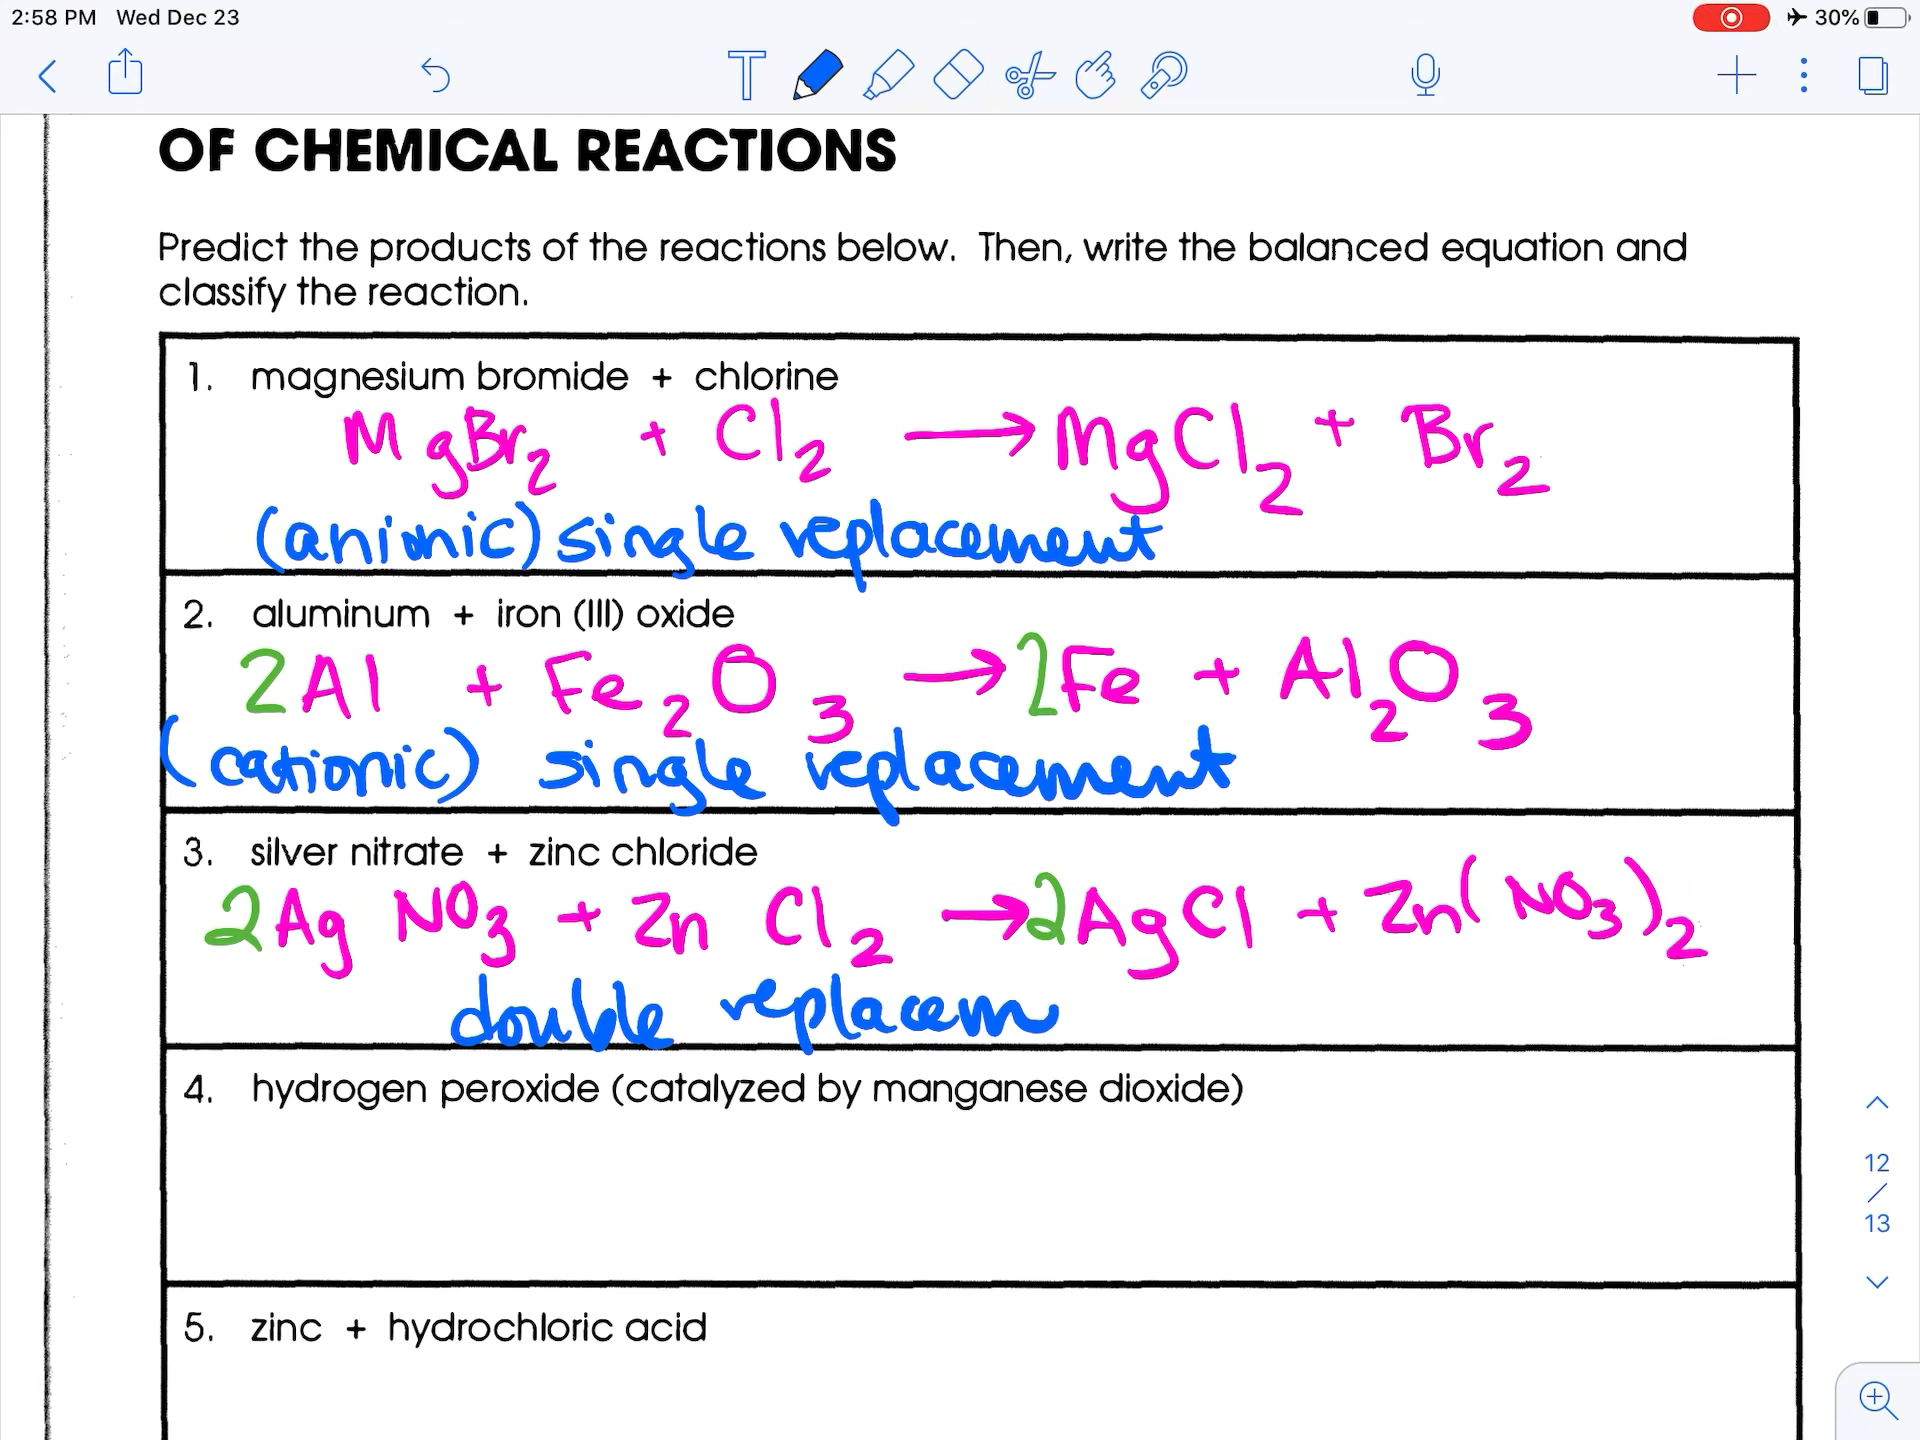 2:58 PM Wed Dec 23
30%
T
OF CHEMICAL REACTIONS
Predict the products of the reactions below. Then, write the balanced equation and
classify the reaction.
1. magnesium bromide + chlorine
MgBr₂ + Cl₂ → MgCl₂ + Br₂
(anionic) single replacement
2. aluminum + iron (III) oxide
2Al + Fe₂O₃ → 2Fe + Al₂O₃
(cationic) single replacement
3. silver nitrate + zinc chloride
2AgNO₃ + ZnCl₂ → 2AgCl + Zn(NO₃)₂
double replacem
4. hydrogen peroxide (catalyzed by manganese dioxide)
12
/
13
5. zinc + hydrochloric acid